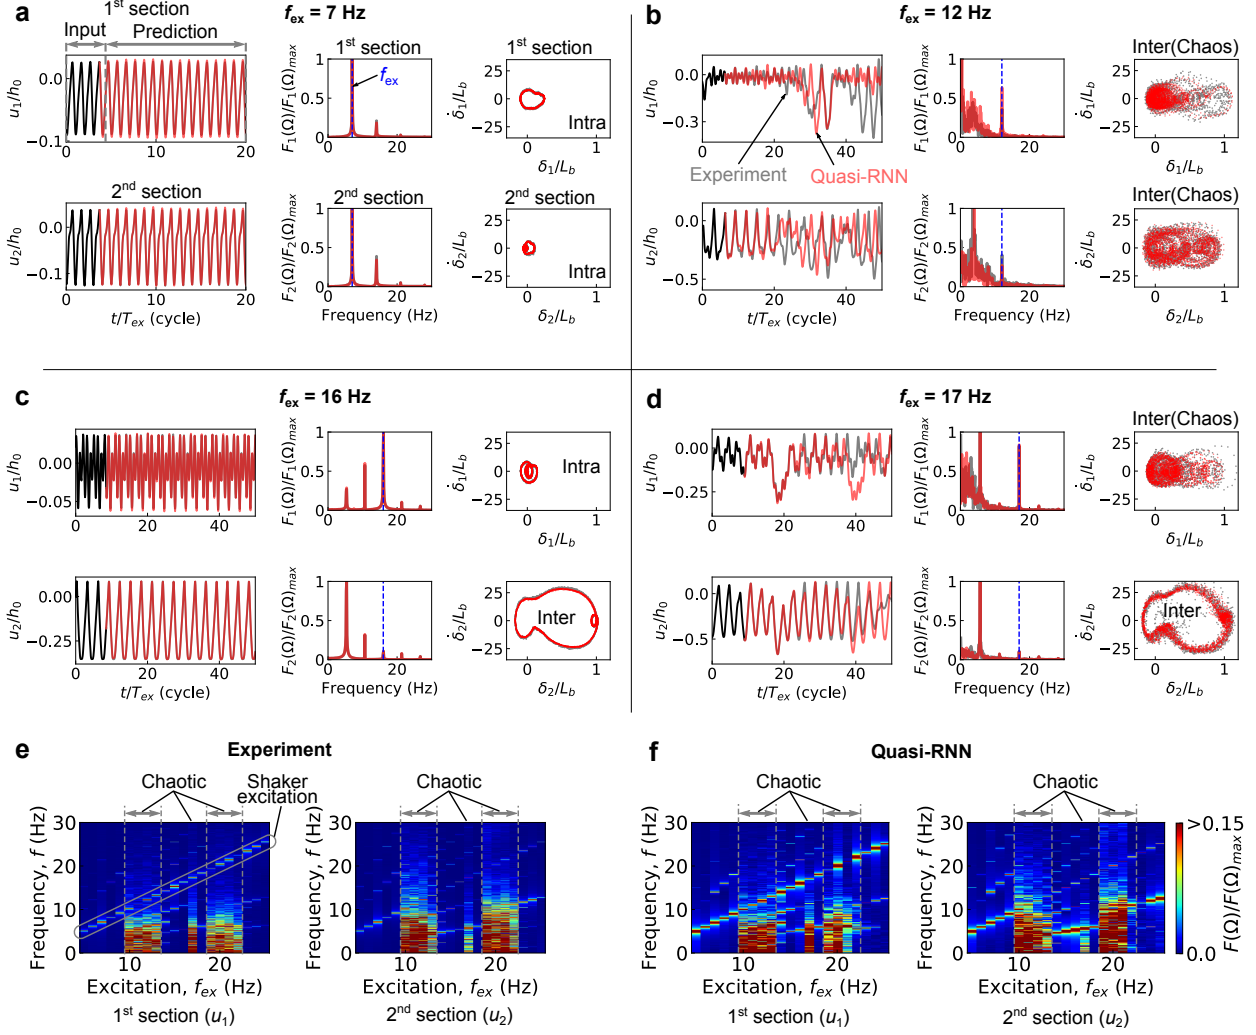 a
1st section
fex = 7 Hz
Input
Prediction
1st section
1st section
u1/h0
0.0
−0.1
0
10
20
F1(Ω)/F1(Ω)max
1
0.5
0
0
20
fex
δ̇1/Lb
25
0
−25
0
1
Intra
δ1/Lb
2nd section
2nd section
2nd section
u2/h0
0.0
−0.1
0
10
20
t/Tex (cycle)
F2(Ω)/F2(Ω)max
1
0.5
0
0
20
Frequency (Hz)
δ̇2/Lb
25
0
−25
0
1
Intra
δ2/Lb
b
fex = 12 Hz
Inter(Chaos)
u1/h0
0.0
−0.3
0
20
40
Experiment
Quasi-RNN
F1(Ω)/F1(Ω)max
1
0.5
0
0
20
δ̇1/Lb
25
0
−25
0
1
δ1/Lb
Inter(Chaos)
u2/h0
0.0
−0.5
0
20
40
t/Tex (cycle)
F2(Ω)/F2(Ω)max
1
0.5
0
0
20
Frequency (Hz)
δ̇2/Lb
25
0
−25
0
1
δ2/Lb
c
fex = 16 Hz
u1/h0
0.00
−0.05
0
20
40
F1(Ω)/F1(Ω)max
1
0.5
0
0
20
δ̇1/Lb
25
0
−25
0
1
Intra
δ1/Lb
u2/h0
0.00
−0.25
0
20
40
t/Tex (cycle)
F2(Ω)/F2(Ω)max
1
0.5
0
0
20
Frequency (Hz)
δ̇2/Lb
25
0
−25
0
1
Inter
δ2/Lb
d
fex = 17 Hz
Inter(Chaos)
u1/h0
0.00
−0.25
0
20
40
F1(Ω)/F1(Ω)max
1
0.5
0
0
20
δ̇1/Lb
25
0
−25
0
1
δ1/Lb
u2/h0
0.0
−0.5
0
20
40
t/Tex (cycle)
F2(Ω)/F2(Ω)max
1
0.5
0
0
20
Frequency (Hz)
δ̇2/Lb
25
0
−25
0
1
Inter
δ2/Lb
e
Experiment
Chaotic
Shaker
excitation
Chaotic
Frequency, f (Hz)
30
20
10
0
10
20
Excitation, fex (Hz)
1st section (u1)
Frequency, f (Hz)
30
20
10
0
10
20
Excitation, fex (Hz)
2nd section (u2)
f
Quasi-RNN
Chaotic
Chaotic
Frequency, f (Hz)
30
20
10
0
10
20
Excitation, fex (Hz)
1st section (u1)
Frequency, f (Hz)
30
20
10
0
10
20
Excitation, fex (Hz)
2nd section (u2)
>0.15
0.0
F(Ω)/F(Ω)max